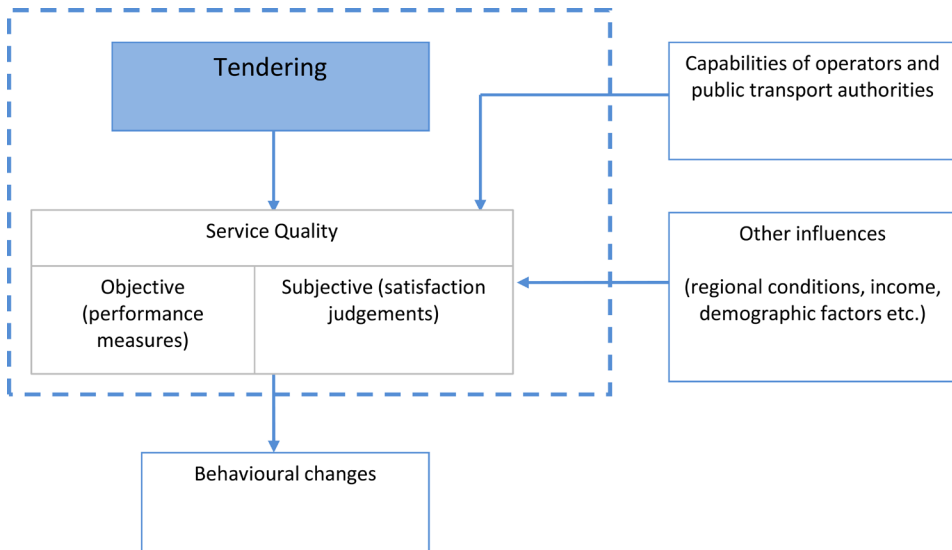 Tendering
Capabilities of operators and
public transport authorities
Service Quality
Objective
(performance
measures)
Subjective (satisfaction
judgements)
Other influences
(regional conditions, income,
demographic factors etc.)
Behavioural changes